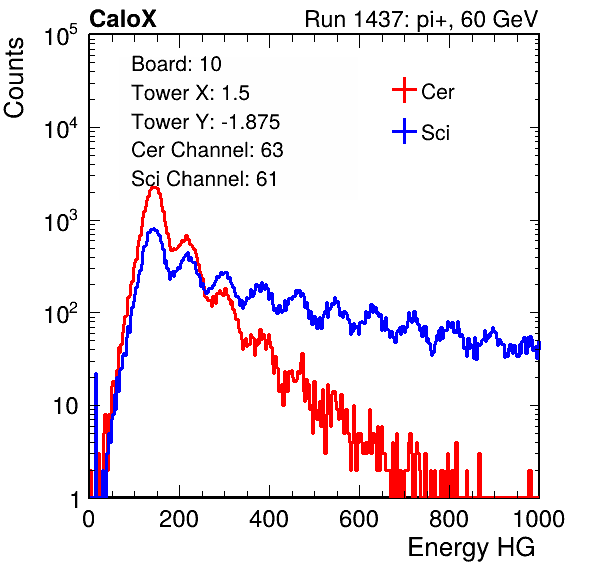 CaloX Run 1437: pi+, 60 GeV
Counts
Board: 10
Tower X: 1.5
Tower Y: -1.875
Cer Channel: 63
Sci Channel: 61
Cer
Sci
10^5
10^4
10^3
10^2
10
1
0 200 400 600 800 1000
Energy HG